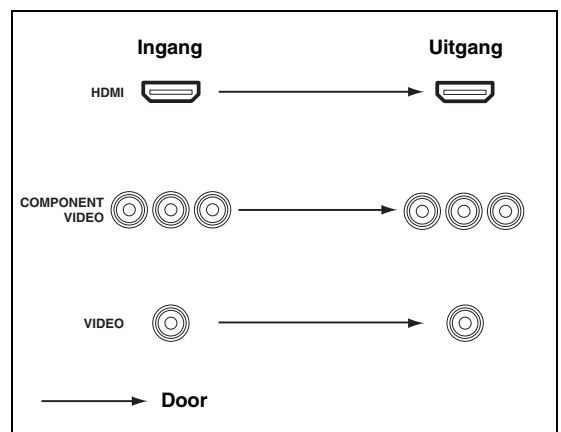 Ingang Uitgang
HDMI
COMPONENT
VIDEO
VIDEO
Door